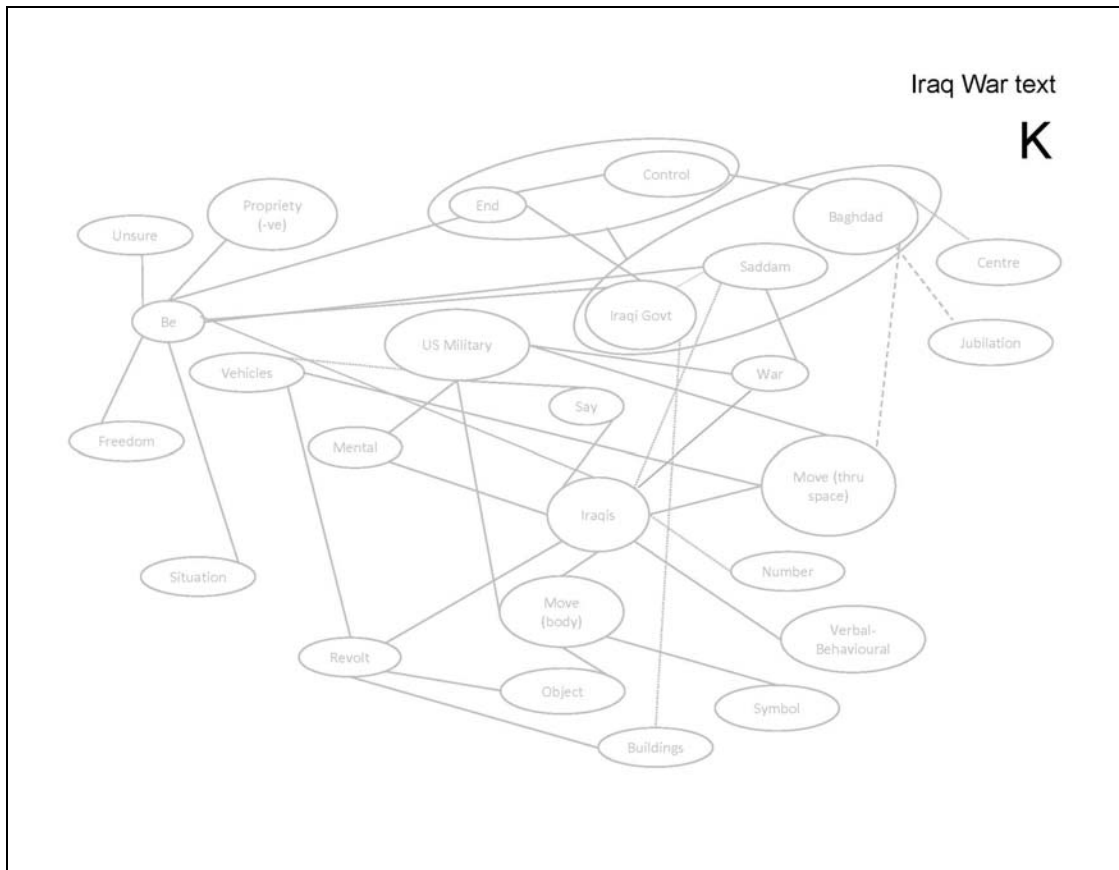 Iraq War text
K
Control
End
Propriety
(-ve)
Baghdad
Unsure
Saddam
Centre
Iraqi Govt
Be
US Military
Jubilation
Vehicles
War
Say
Freedom
Mental
Move (thru
space)
Iraqis
Number
Situation
Move
(body)
Verbal-
Behavioural
Revolt
Object
Symbol
Buildings